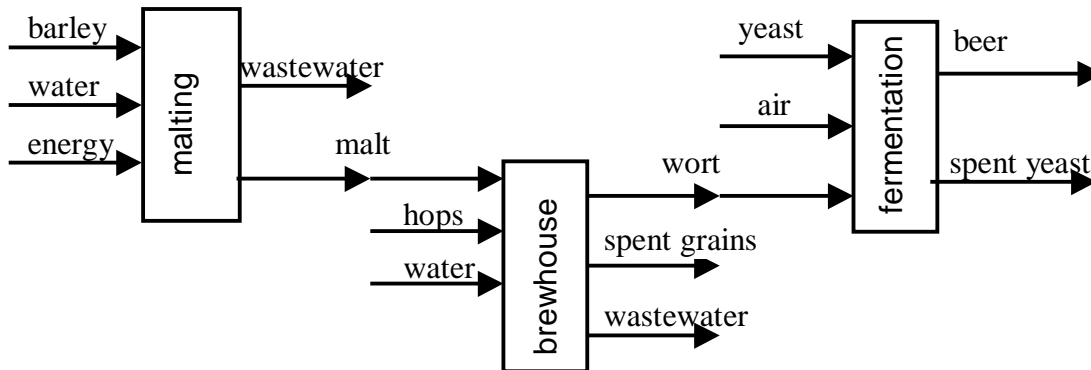 barley
water
energy
malting
wastewater
malt
hops
water
brewhouse
wort
spent grains
wastewater
yeast
air
fermentation
beer
spent yeast